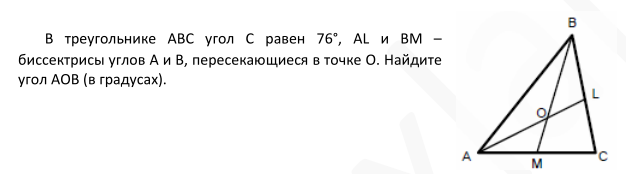 В треугольнике ABC угол C равен 76°, AL и BM –
биссектрисы углов A и B, пересекающиеся в точке O. Найдите
угол AOB (в градусах).
B
L
O
A
M
C